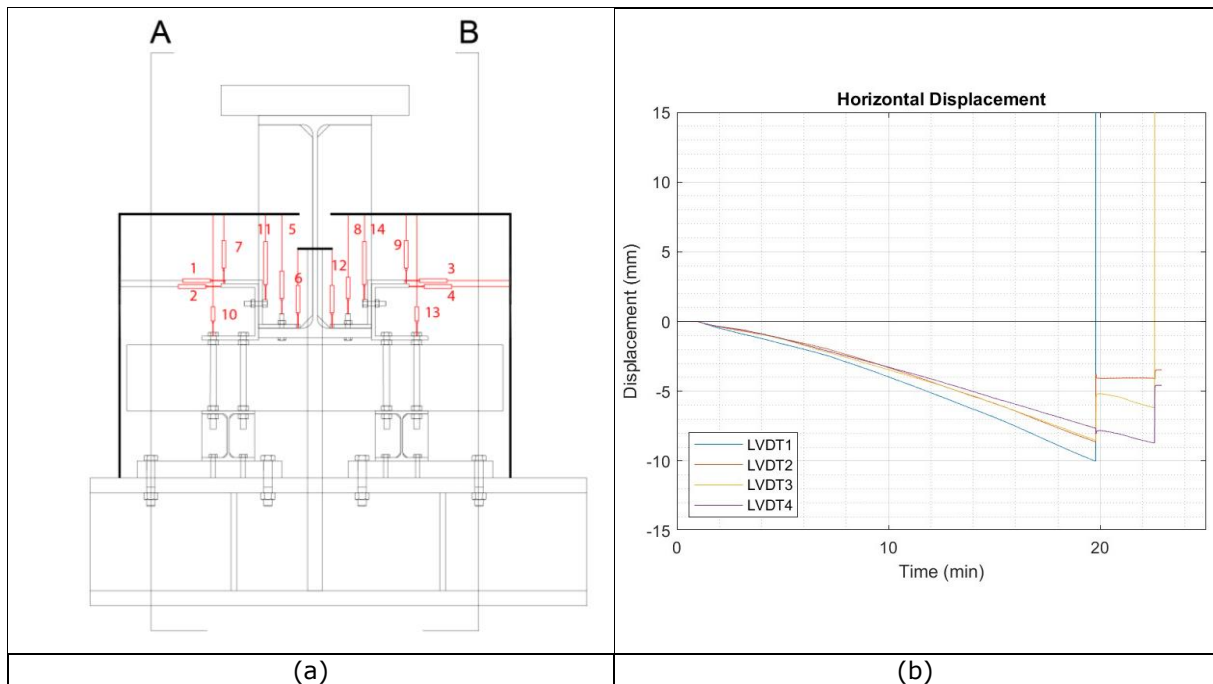 A B
11 5 8 14
7 9
1 3
6 12
2 4
10 13
(a)
Horizontal Displacement
15
10
5
0
-5
-10
-15
Displacement (mm)
LVDT1
LVDT2
LVDT3
LVDT4
0 10 20
Time (min)
(b)